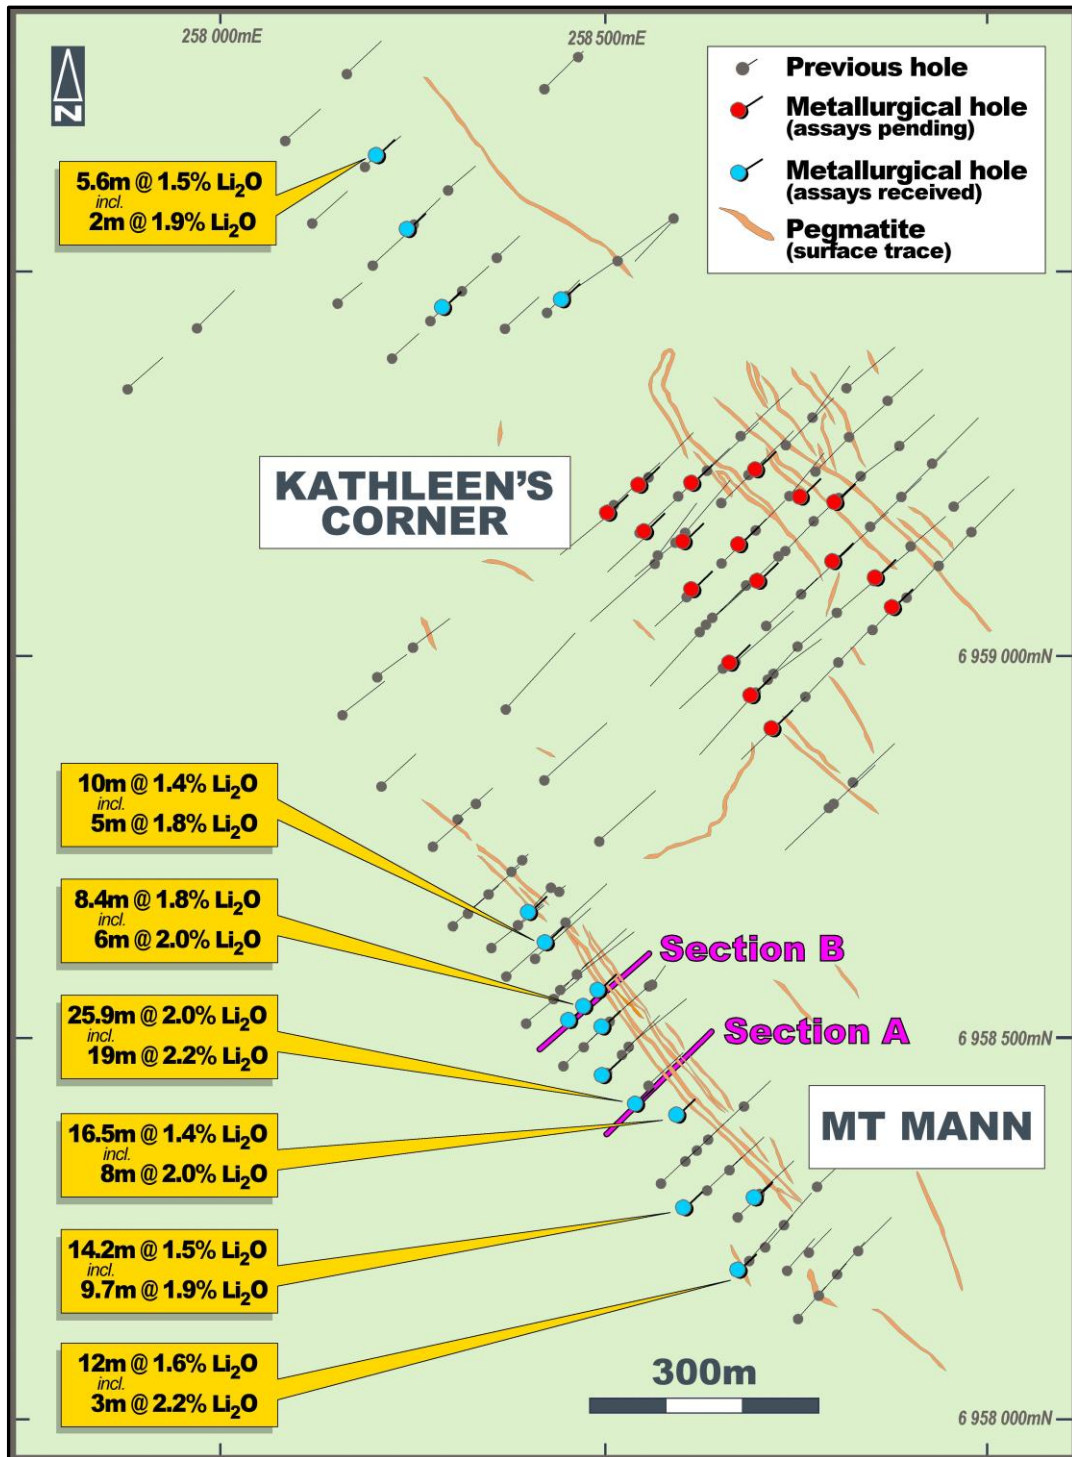 258 000mE
258 500mE
N
Previous hole
Metallurgical hole
(assays pending)
Metallurgical hole
(assays received)
Pegmatite
(surface trace)
5.6m @ 1.5% Li₂O
incl.
2m @ 1.9% Li₂O
KATHLEEN'S
CORNER
6 959 000mN
10m @ 1.4% Li₂O
incl.
5m @ 1.8% Li₂O
8.4m @ 1.8% Li₂O
incl.
6m @ 2.0% Li₂O
Section B
25.9m @ 2.0% Li₂O
incl.
19m @ 2.2% Li₂O
Section A
6 958 500mN
16.5m @ 1.4% Li₂O
incl.
8m @ 2.0% Li₂O
MT MANN
14.2m @ 1.5% Li₂O
incl.
9.7m @ 1.9% Li₂O
12m @ 1.6% Li₂O
incl.
3m @ 2.2% Li₂O
300m
6 958 000mN